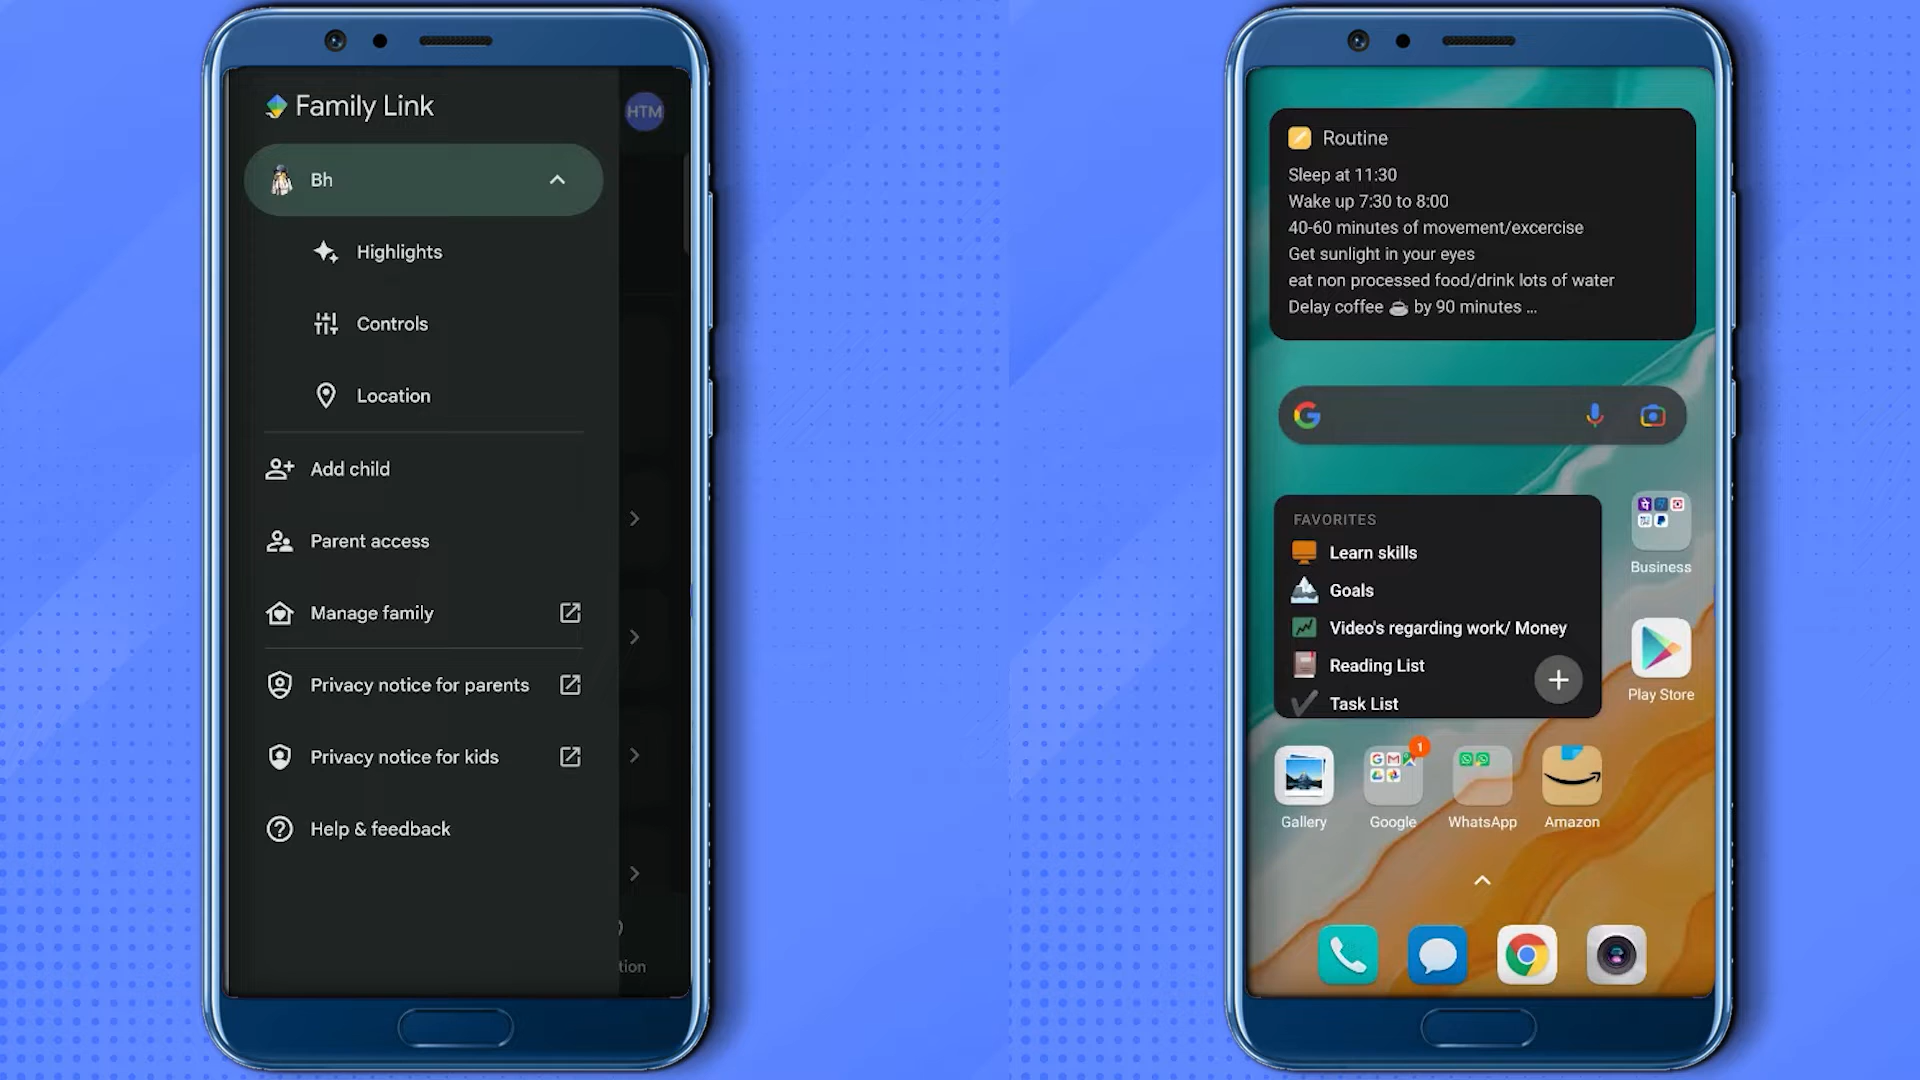 Family Link
HTM
Bh
Highlights
Controls
Location
Add child
Parent access
Manage family
Privacy notice for parents
Privacy notice for kids
Help & feedback
tion
Routine
Sleep at 11:30
Wake up 7:30 to 8:00
40-60 minutes of movement/excercise
Get sunlight in your eyes
eat non processed food/drink lots of water
Delay coffee ☕ by 90 minutes ...
FAVORITES
Learn skills
Goals
Video's regarding work/ Money
Reading List
Task List
Business
Play Store
1
Gallery
Google
WhatsApp
Amazon